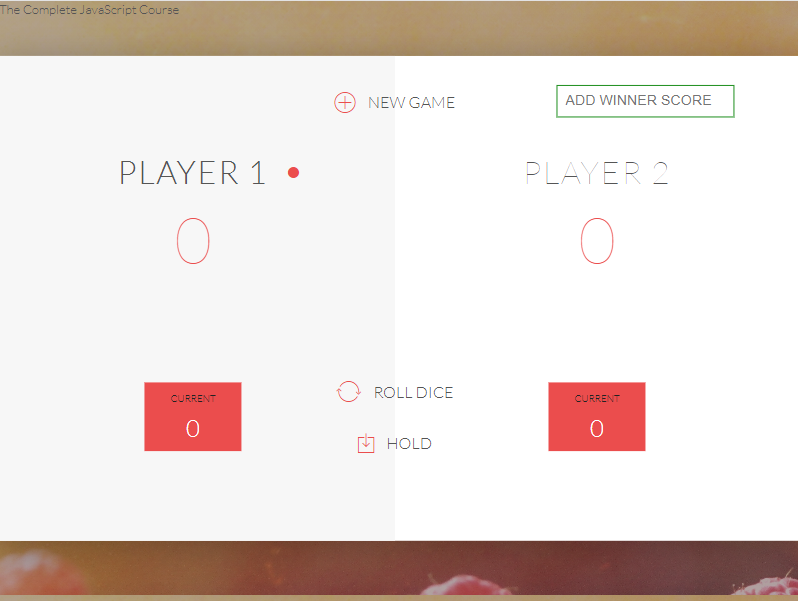 The Complete JavaScript Course
NEW GAME
ADD WINNER SCORE
PLAYER 1
PLAYER 2
0
0
ROLL DICE
CURRENT
0
CURRENT
0
HOLD